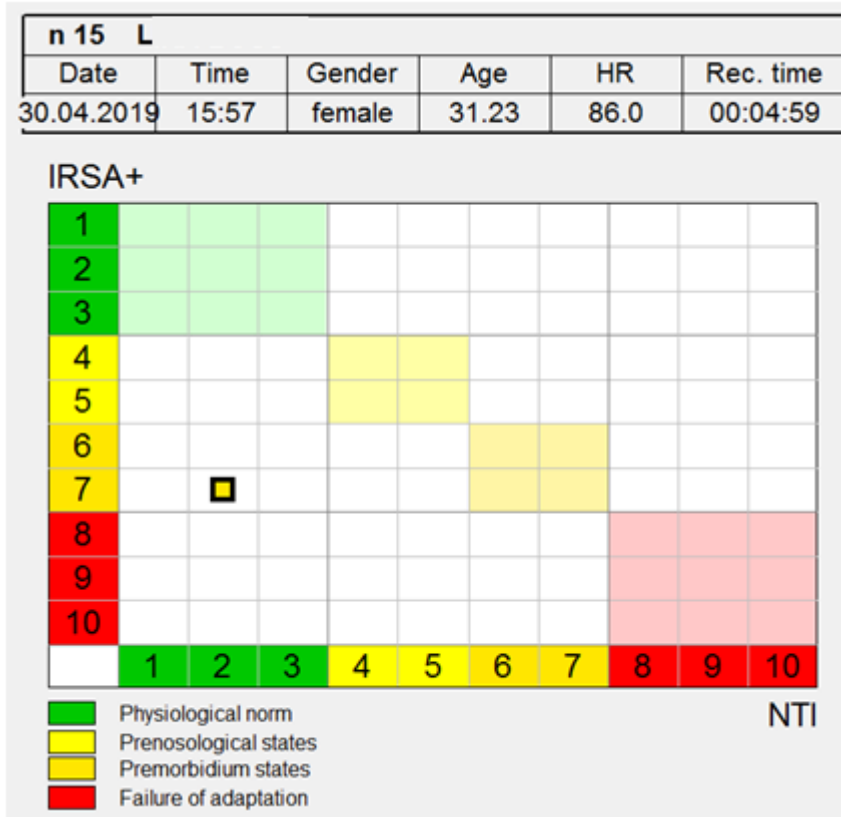 n 15 L
Date Time Gender Age HR Rec. time
30.04.2019 15:57 female 31.23 86.0 00:04:59
IRSA+
1
2
3
4
5
6
7
8
9
10
1 2 3 4 5 6 7 8 9 10
NTI
Physiological norm
Prenosological states
Premorbidium states
Failure of adaptation